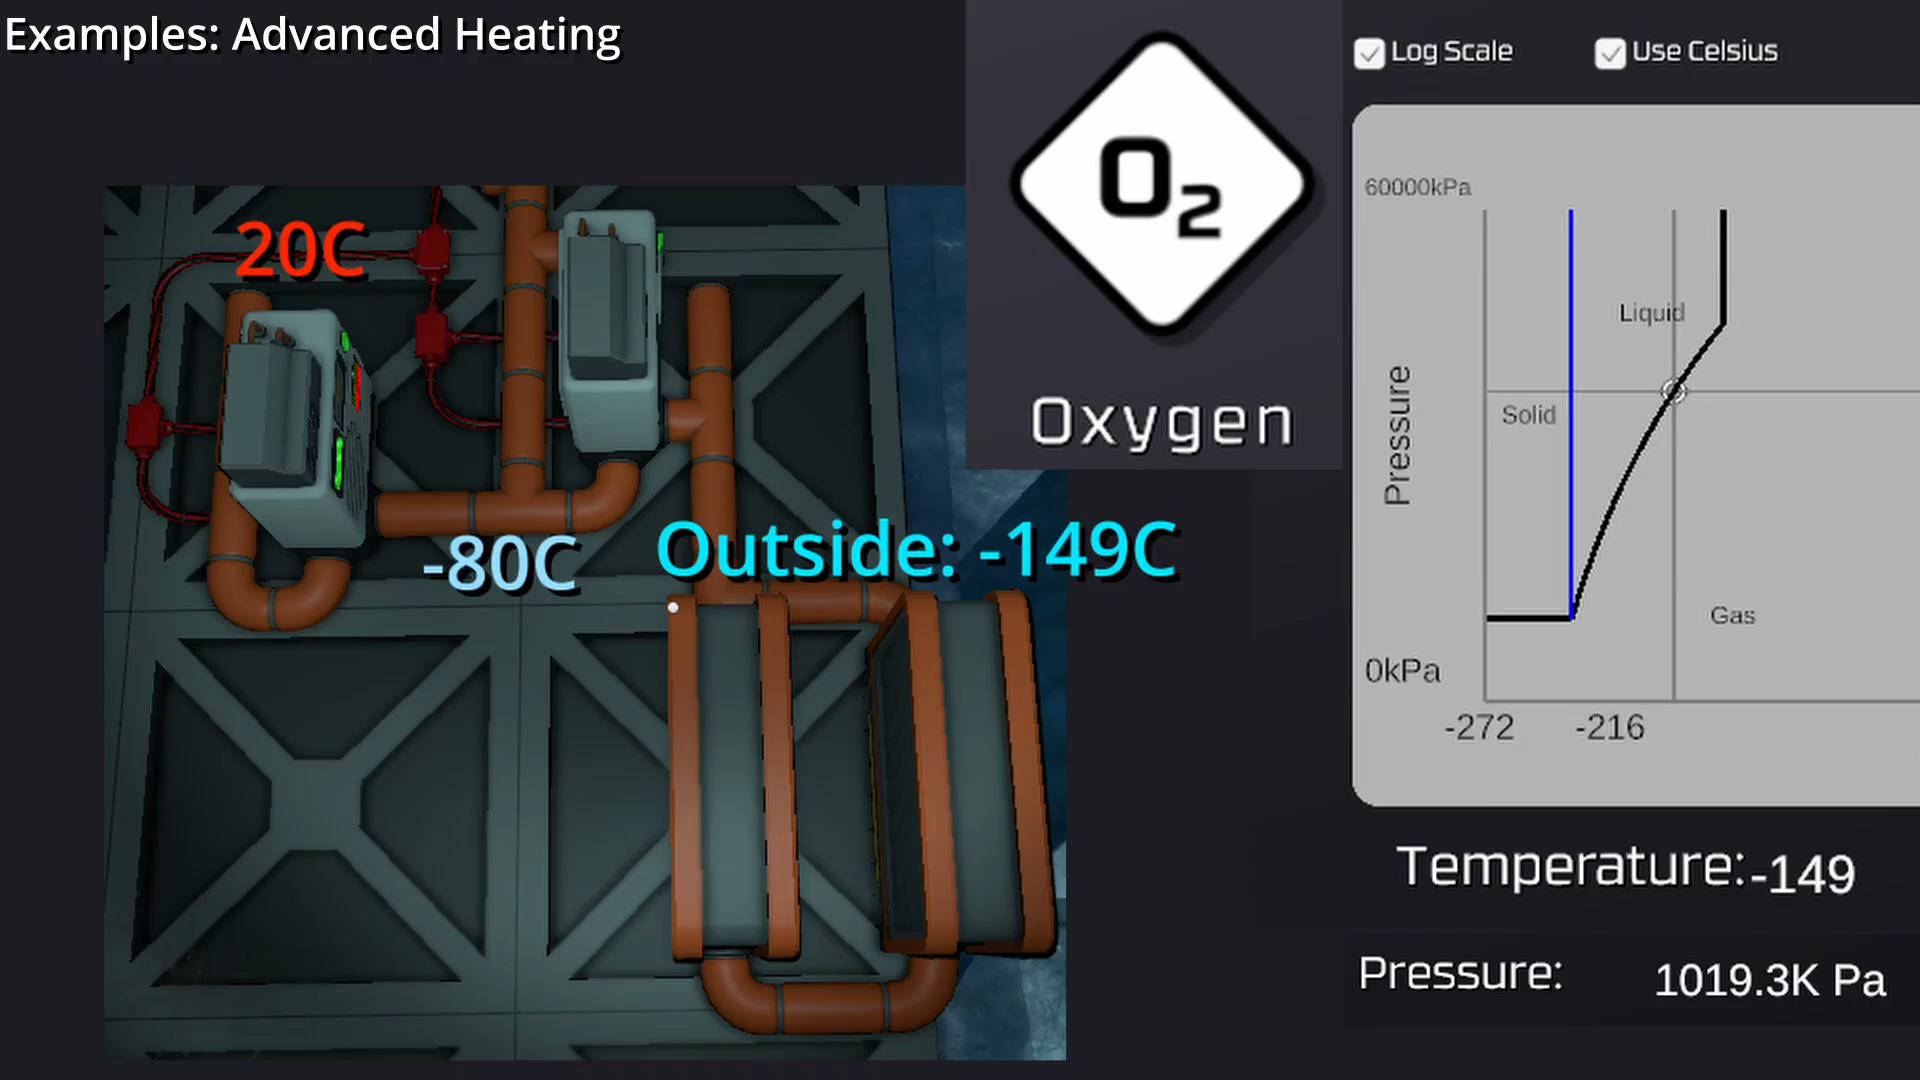 Examples: Advanced Heating
20C
-80C
Outside: -149C
O2
Oxygen
Log Scale
Use Celsius
60000kPa
Liquid
Solid
Pressure
Gas
0kPa
-272
-216
Temperature:-149
Pressure: 1019.3K Pa